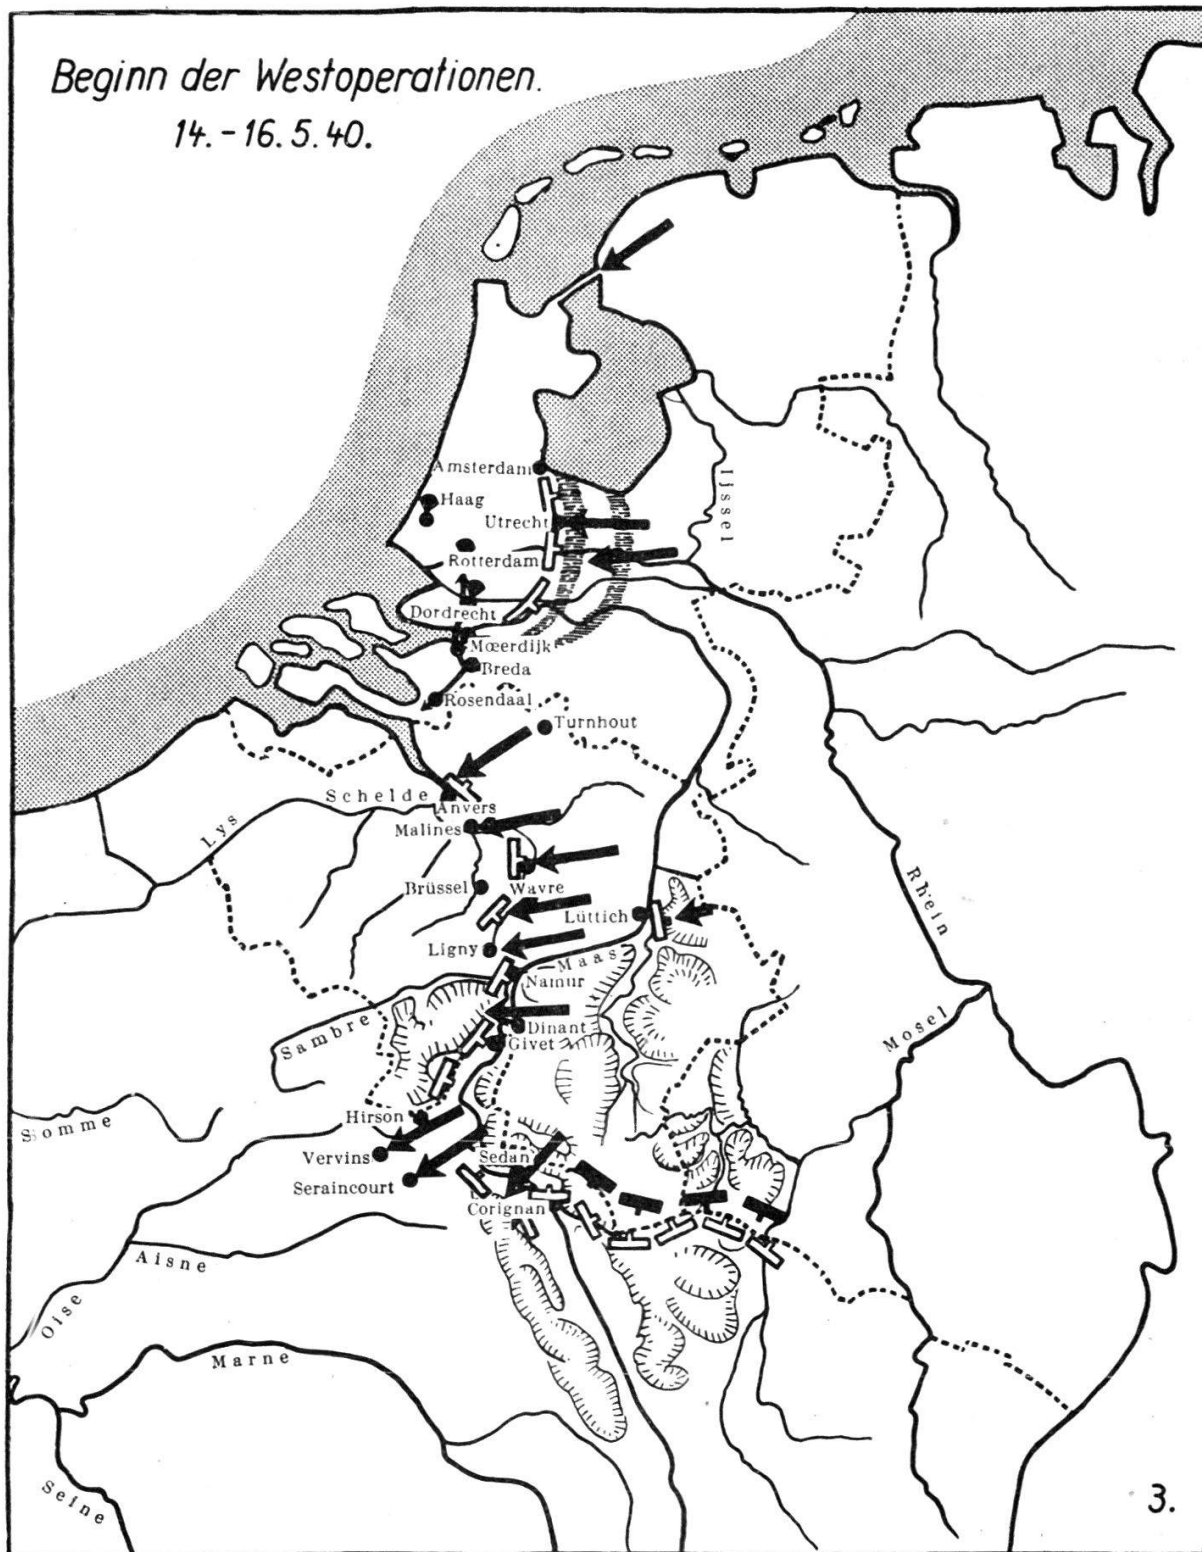 Beginn der Westoperationen.
14.-16.5.40.
Amsterdam
Haag
Utrecht
Ijssel
Rotterdam
Dordrecht
Mœerdijk
Breda
Rosendaal
Turnhout
Schelde
Anvers
Lys
Malines
Brüssel
Wavre
Rhein
Lüttich
Ligny
Maas
Namur
Sambre
Dinant
Givet
Mosel
Somme
Hirson
Vervins
Sedan
Seraincourt
Corignan
Aisne
Oise
Marne
Seine
3.